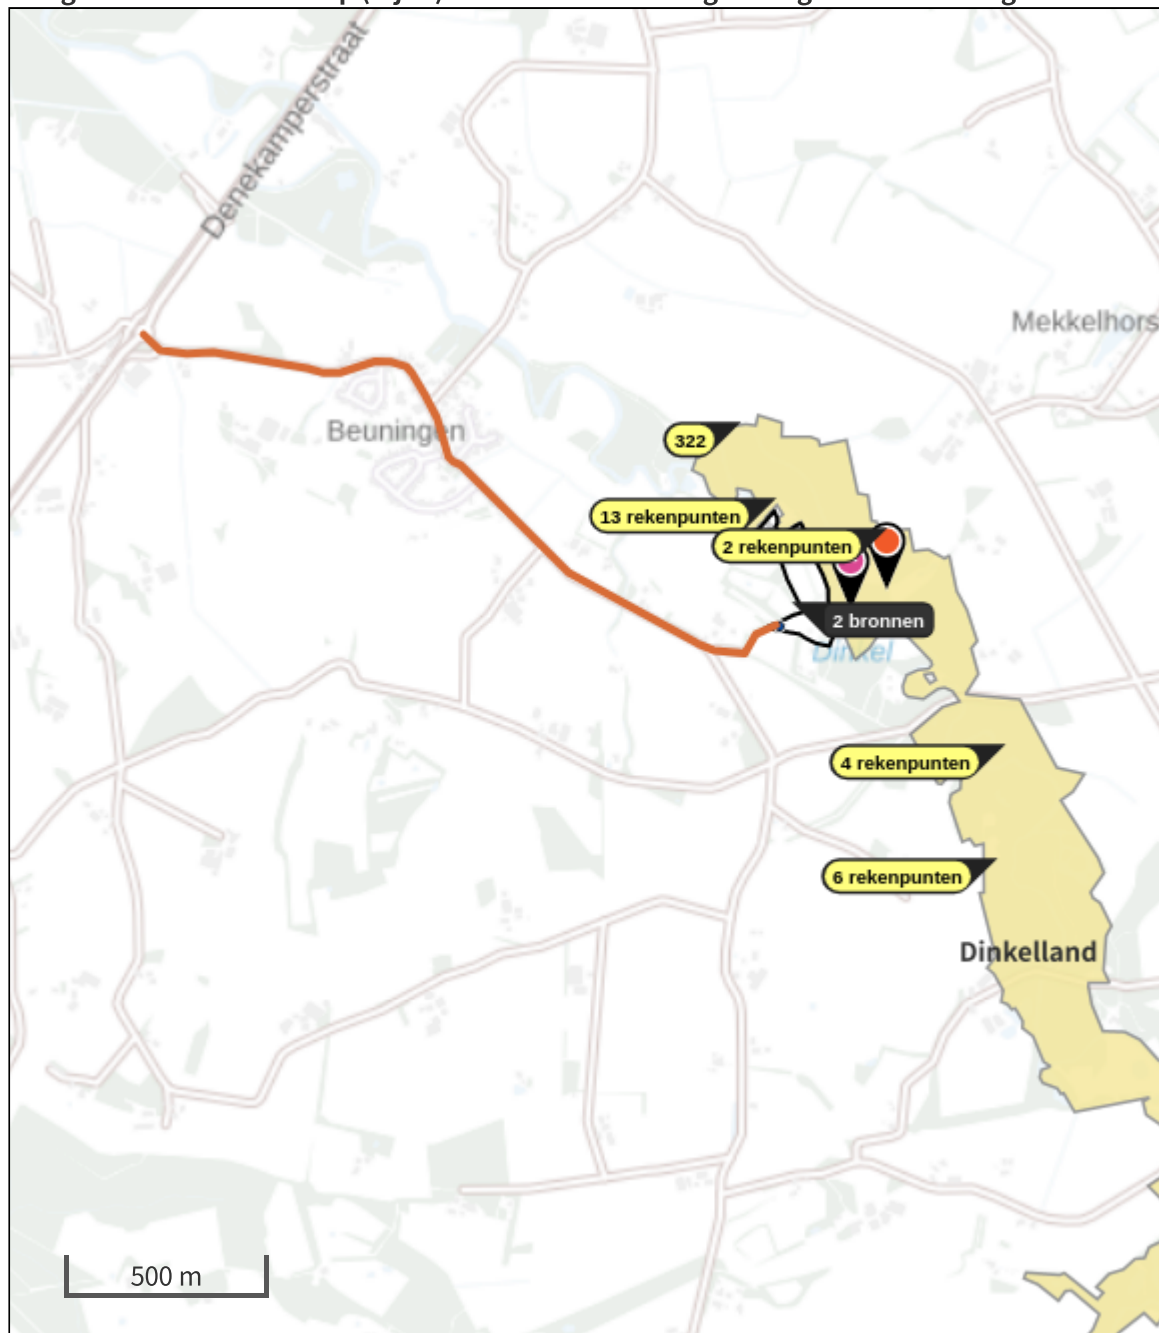 Denekamperstraat
Mekkelhors
Beuningen
322
13 rekenpunten
2 rekenpunten
2 bronnen
Dinkel
4 rekenpunten
6 rekenpunten
Dinkelland
500 m